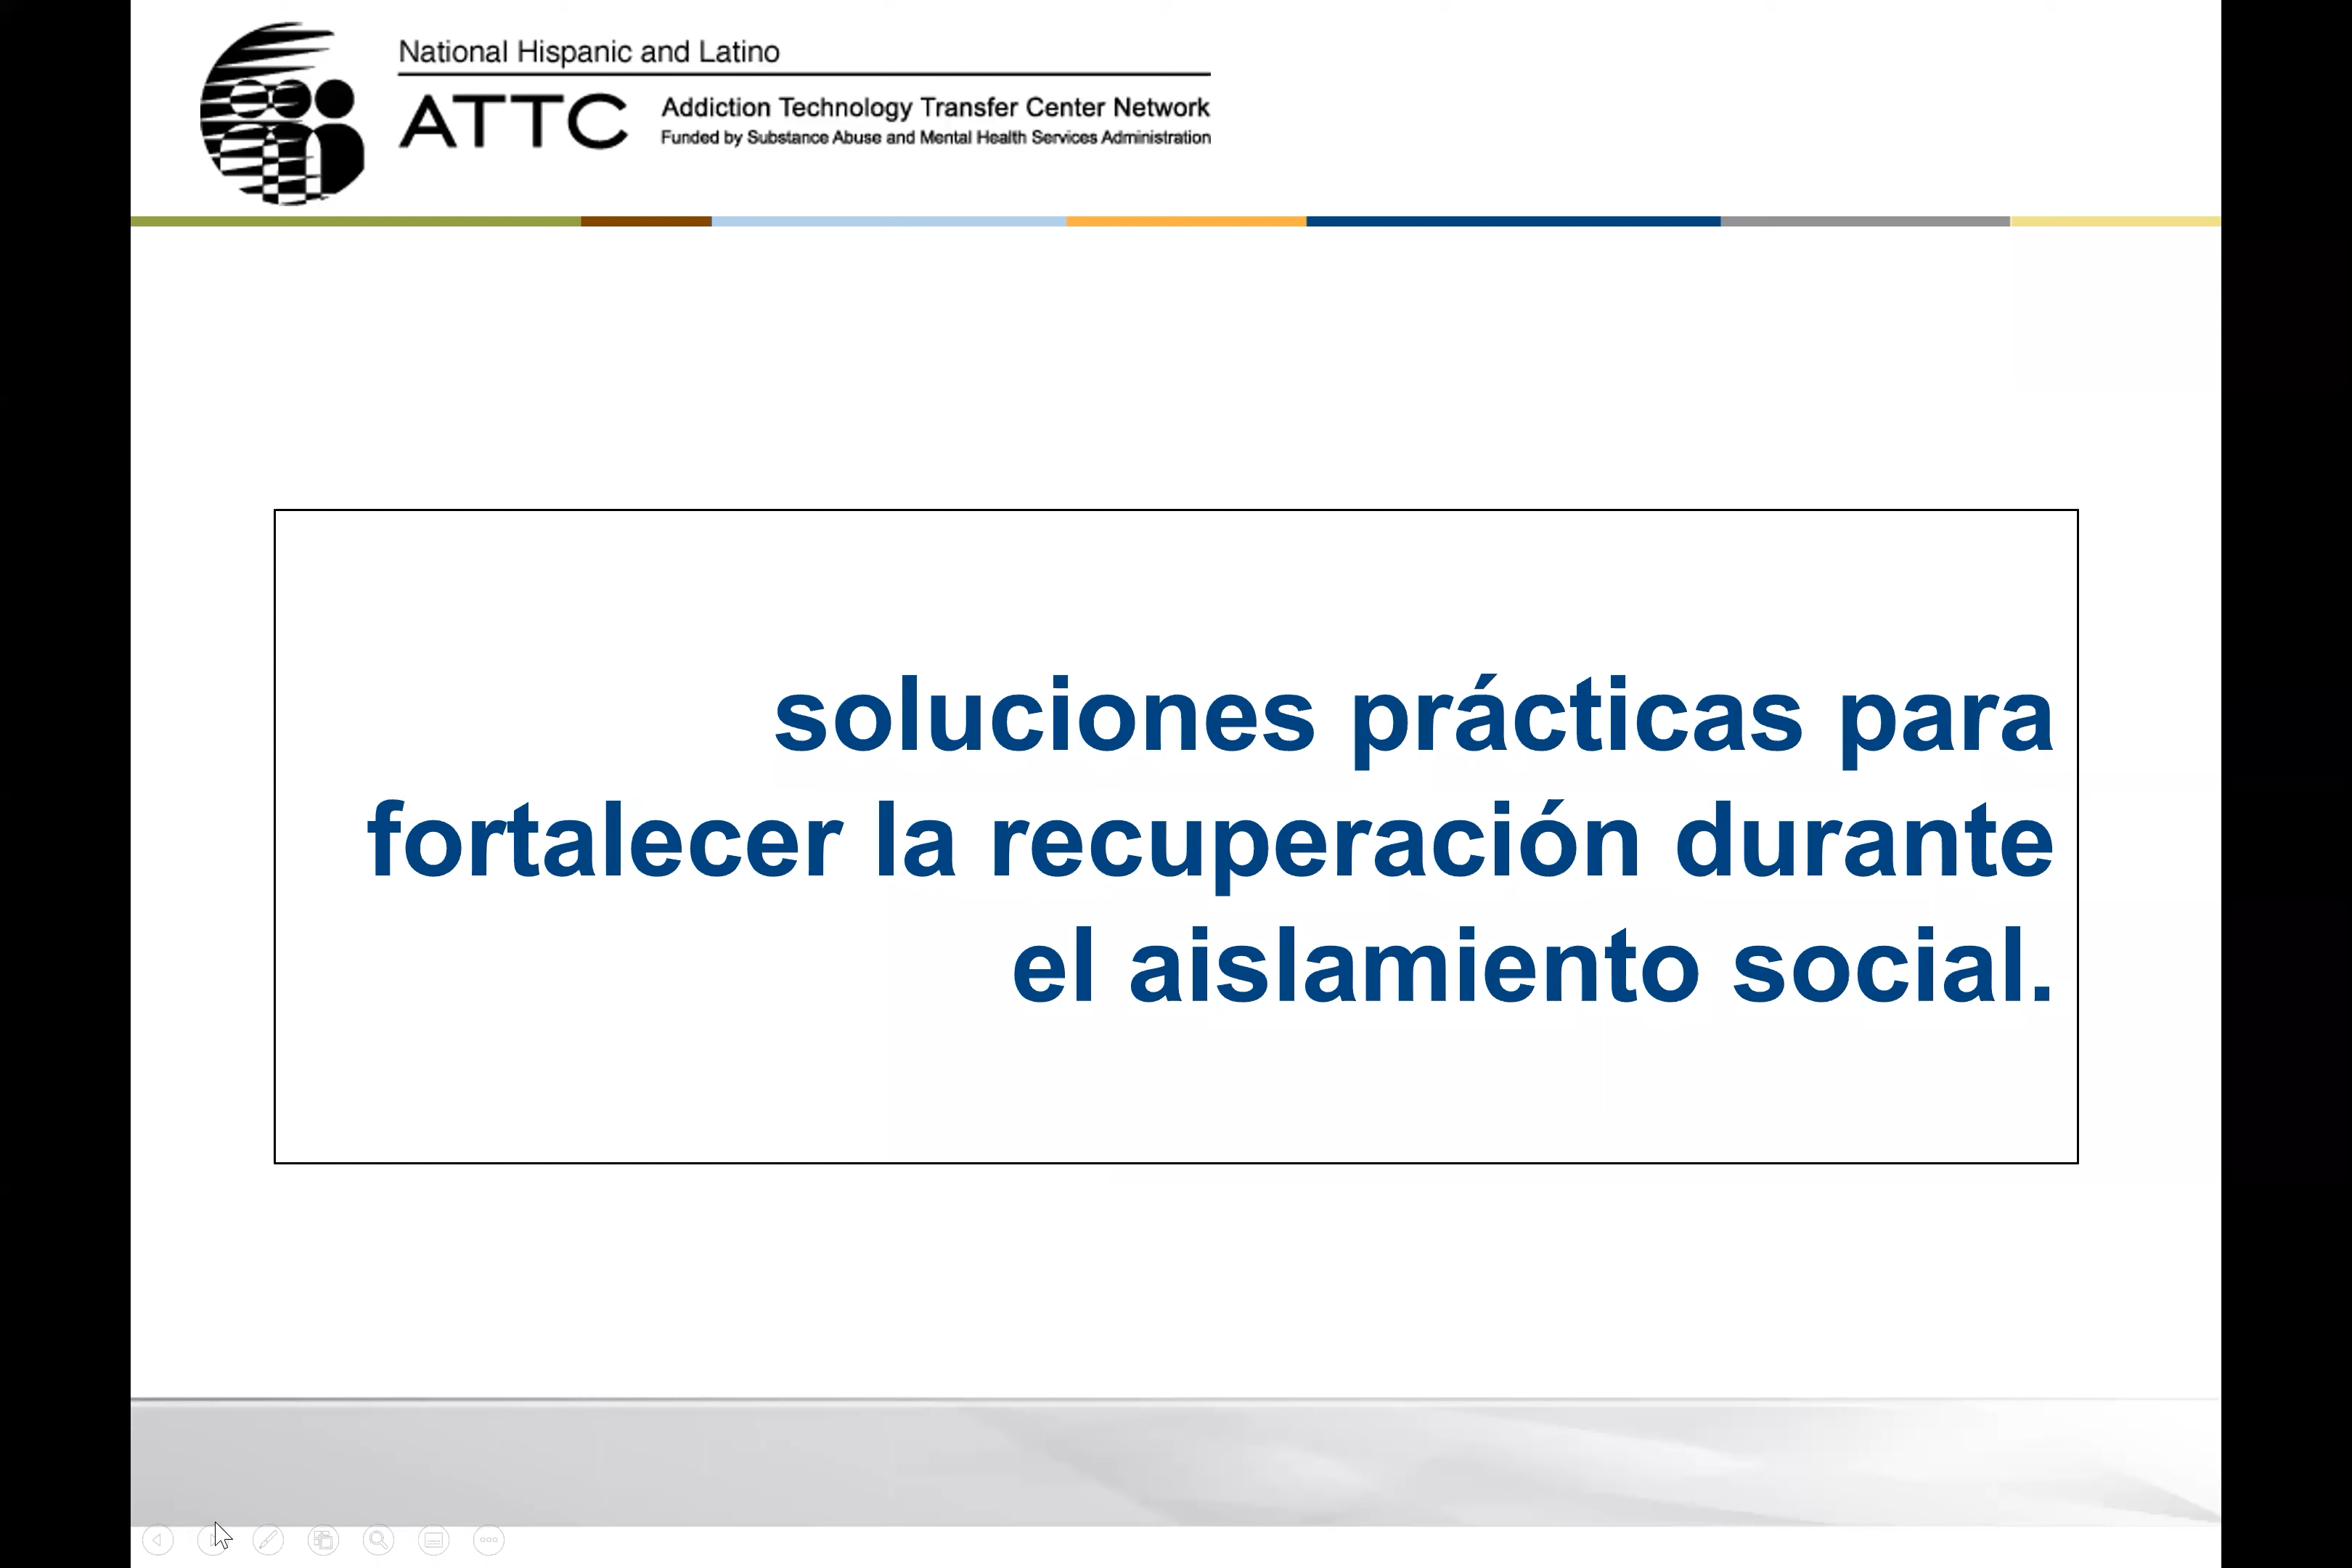 National Hispanic and Latino
ATTC
Addiction Technology Transfer Center Network
Funded by Substance Abuse and Mental Health Services Administration
soluciones prácticas para
fortalecer la recuperación durante
el aislamiento social.